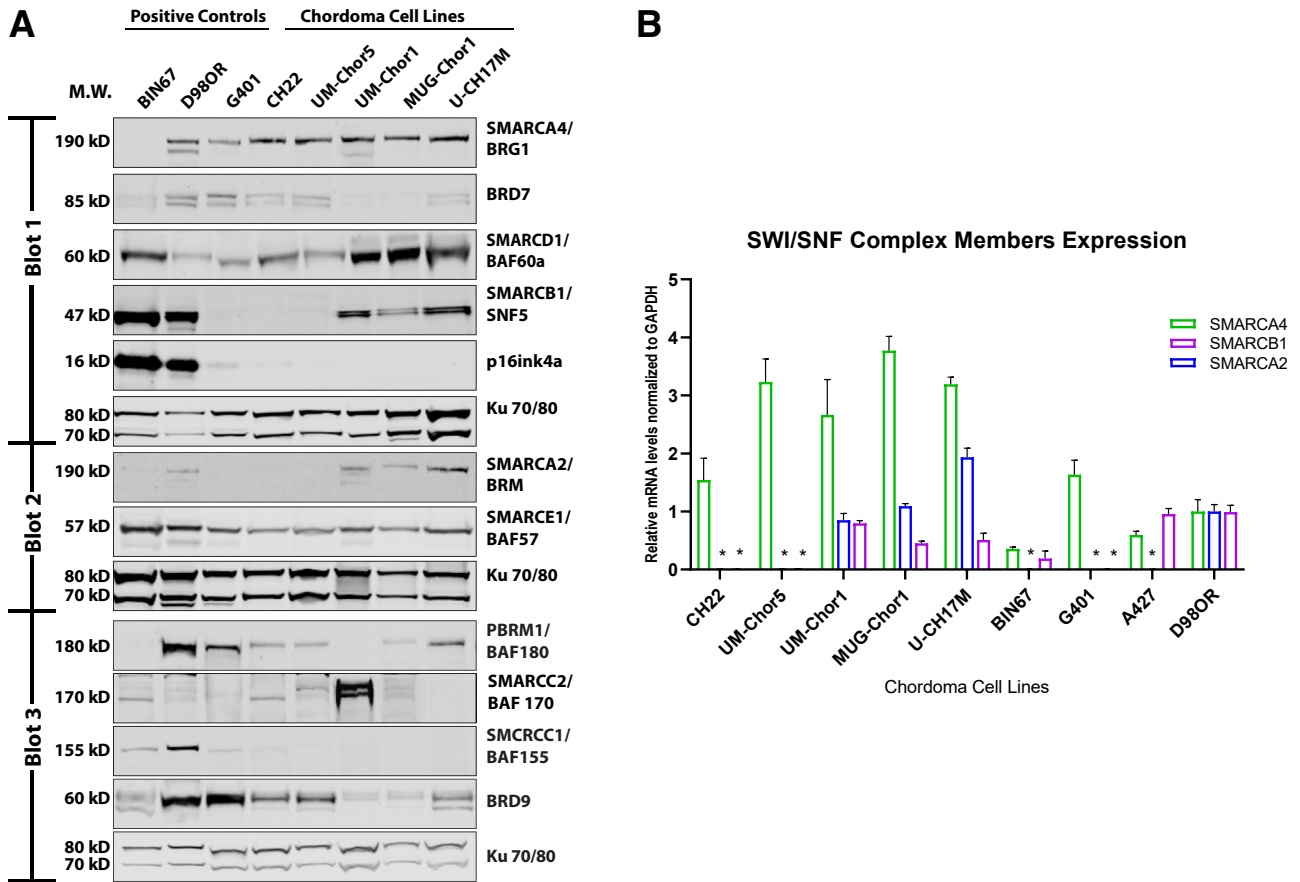 A
Positive Controls
Chordoma Cell Lines
M.W.
BIN67
D98OR
G401
CH22
UM-Chor5
UM-Chor1
MUG-Chor1
U-CH17M
Blot 1
190 kD
SMARCA4/
BRG1
85 kD
BRD7
60 kD
SMARCD1/
BAF60a
47 kD
SMARCB1/
SNF5
16 kD
p16ink4a
80 kD
70 kD
Ku 70/80
Blot 2
190 kD
SMARCA2/
BRM
57 kD
SMARCE1/
BAF57
80 kD
70 kD
Ku 70/80
Blot 3
180 kD
PBRM1/
BAF180
170 kD
SMARCC2/
BAF 170
155 kD
SMCRCC1/
BAF155
60 kD
BRD9
80 kD
70 kD
Ku 70/80
B
SWI/SNF Complex Members Expression
Relative mRNA levels normalized to GAPDH
5
4
3
2
1
0
* * * * * * * *
SMARCA4
SMARCB1
SMARCA2
CH22
UM-Chor5
UM-Chor1
MUG-Chor1
U-CH17M
BIN67
G401
A427
D98OR
Chordoma Cell Lines